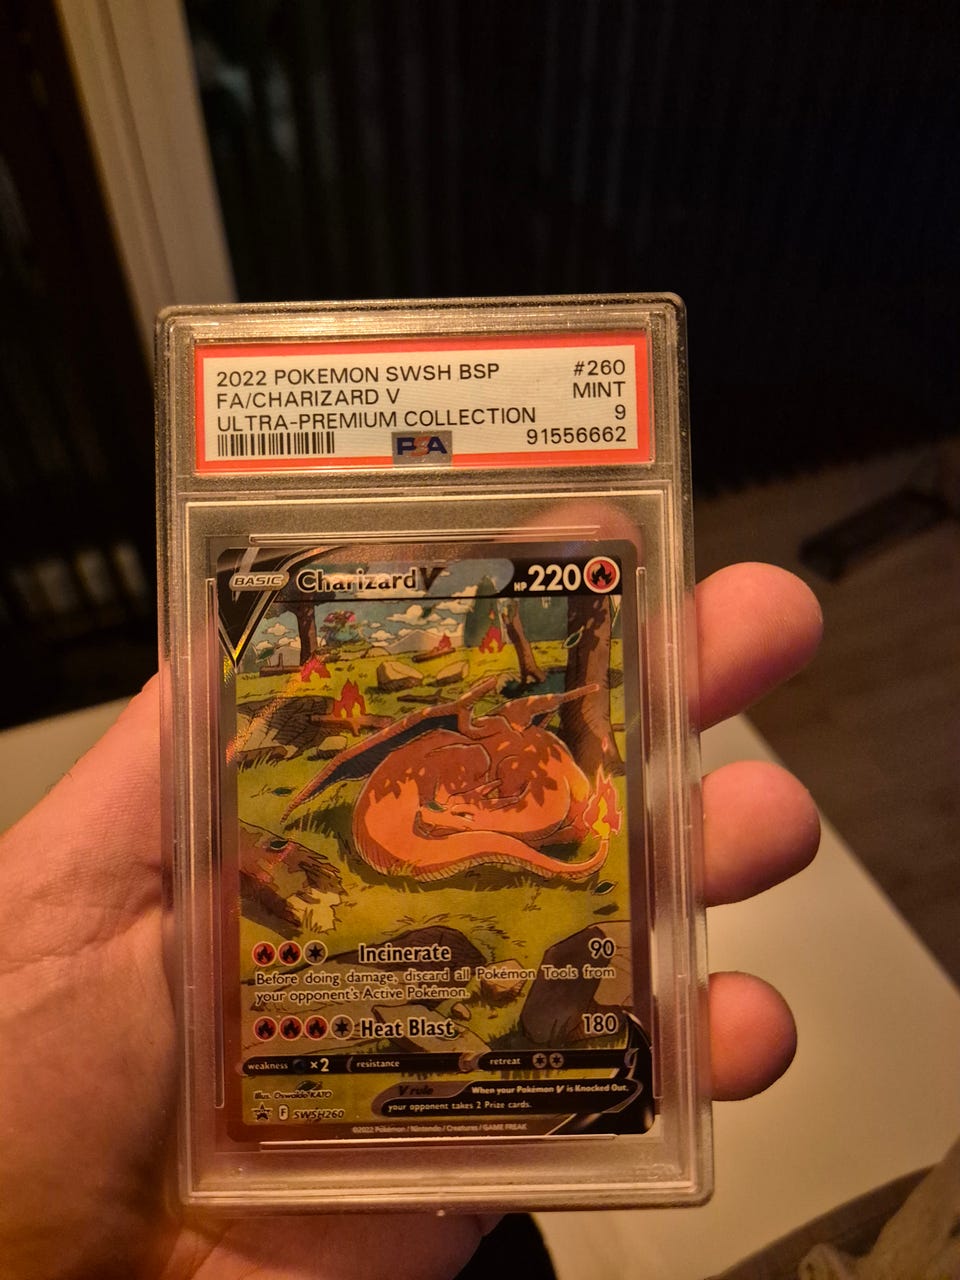 2022 POKEMON SWSH BSP #260
FA/CHARIZARD V MINT
ULTRA-PREMIUM COLLECTION 9
PSA 91556662
BASIC Charizard V HP 220
Incinerate 90
Before doing damage, discard all Pokémon Tools from
your opponent's Active Pokémon.
Heat Blast 180
weakness ×2 resistance retreat
V rule When your Pokémon V is Knocked Out,
your opponent takes 2 Prize cards.
Illus. Oswaldo KATO
F SWSH260
©2022 Pokémon / Nintendo / Creatures / GAME FREAK